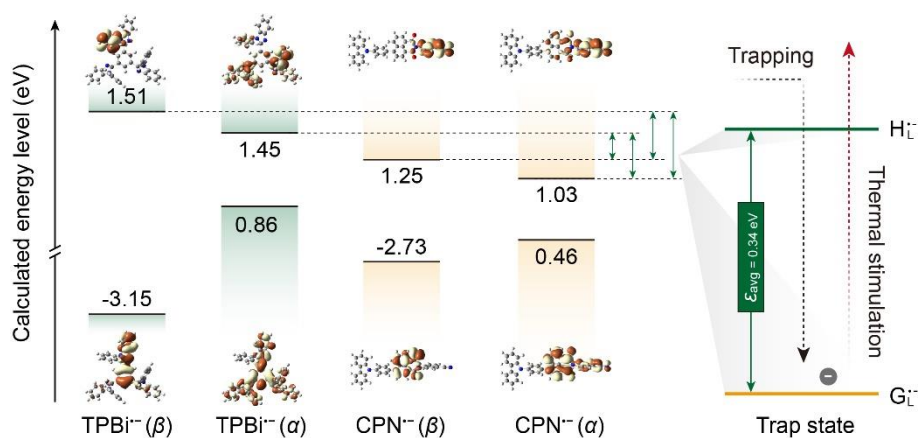 Calculated energy level (eV)
1.51
1.45
1.25
1.03
0.86
0.46
-2.73
-3.15
TPBi•− (β)
TPBi•− (α)
CPN•− (β)
CPN•− (α)
Trapping
H_L•−
Thermal stimulation
εavg = 0.34 eV
−
G_L•−
Trap state